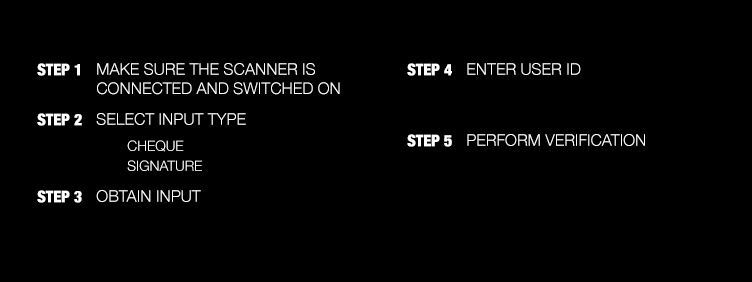 STEP 1 MAKE SURE THE SCANNER IS
CONNECTED AND SWITCHED ON
STEP 2 SELECT INPUT TYPE
CHEQUE
SIGNATURE
STEP 3 OBTAIN INPUT
STEP 4 ENTER USER ID
STEP 5 PERFORM VERIFICATION